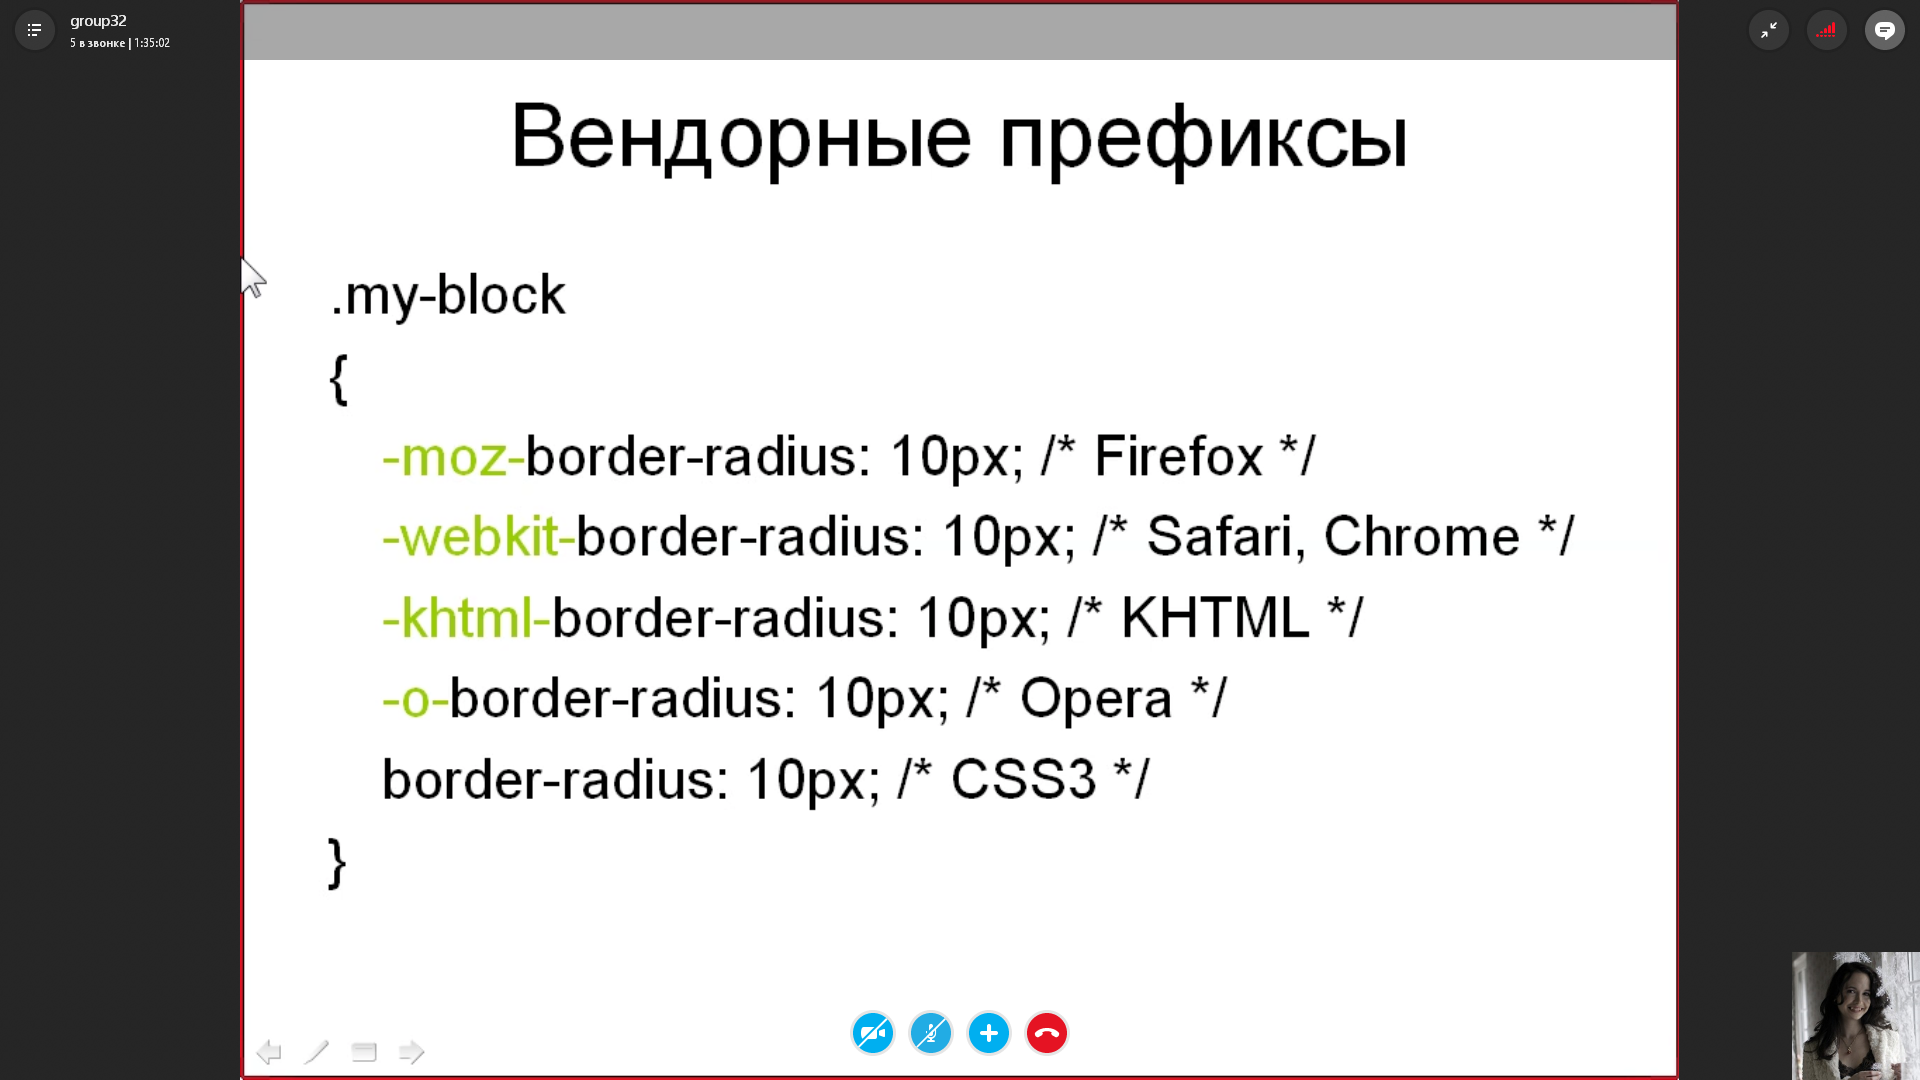 group32
5 в звонке | 1:35:02
Вендорные префиксы
.my-block
{
-moz-border-radius: 10px; /* Firefox */
-webkit-border-radius: 10px; /* Safari, Chrome */
-khtml-border-radius: 10px; /* KHTML */
-o-border-radius: 10px; /* Opera */
border-radius: 10px; /* CSS3 */
}